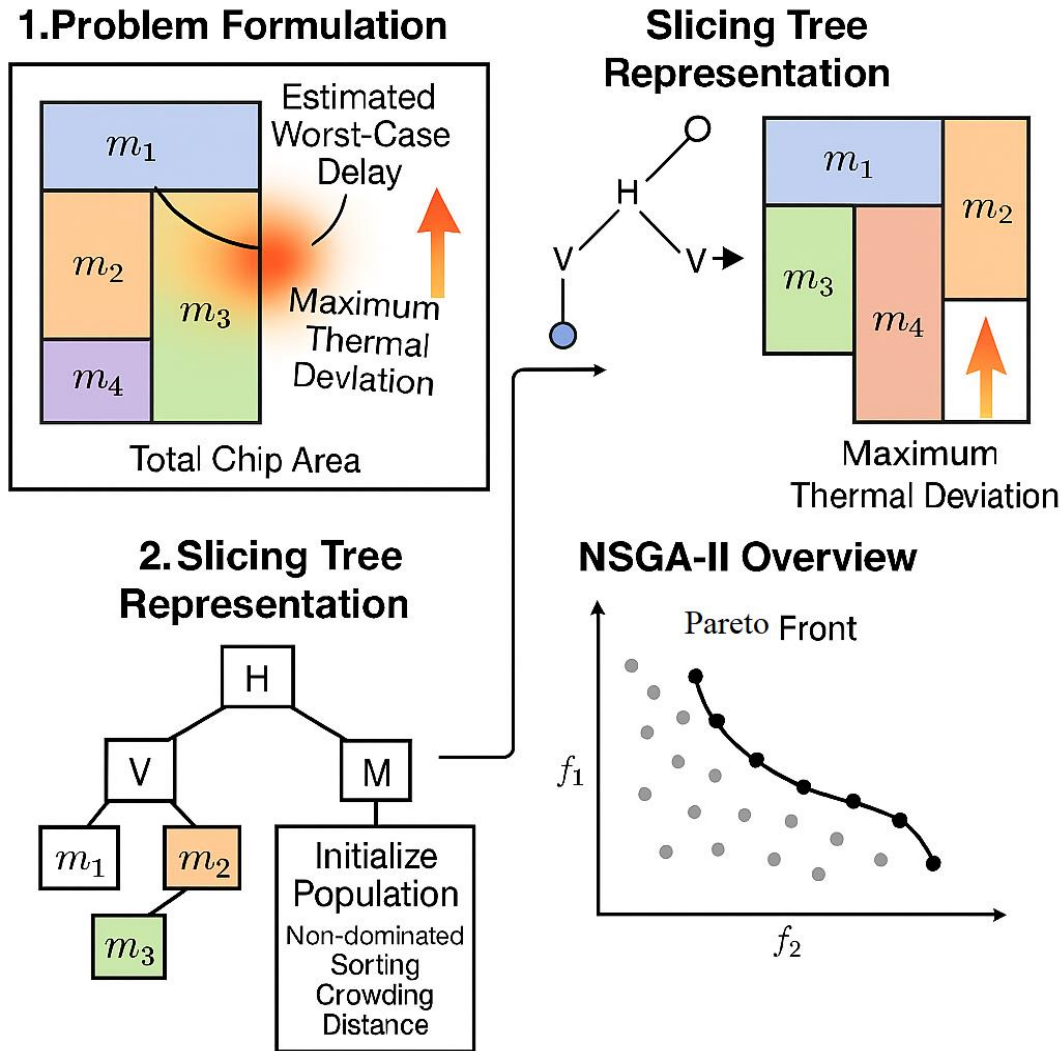 1.Problem Formulation
m₁
m₂
m₃
m₄
Estimated
Worst-Case
Delay
Maximum
Thermal
Devlation
Total Chip Area
Slicing Tree
Representation
H
V
V
m₁
m₂
m₃
m₄
Maximum
Thermal Deviation
2. Slicing Tree
Representation
H
V
M
m₁
m₂
m₃
Initialize
Population
Non-dominated
Sorting
Crowding
Distance
NSGA-II Overview
Pareto Front
f₁
f₂